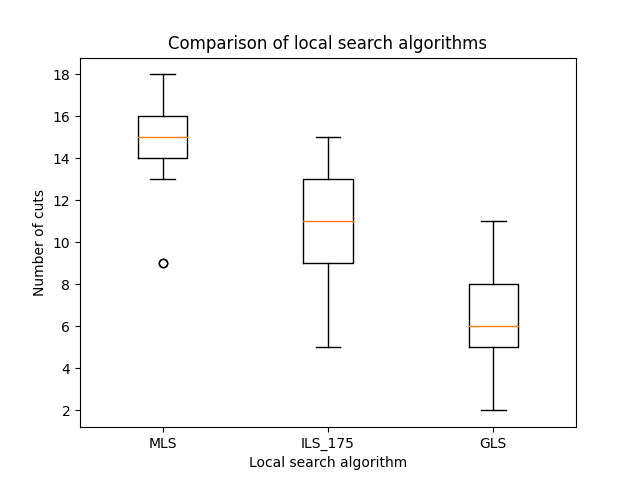 Comparison of local search algorithms
18
16
14
12
10
8
6
4
2
Number of cuts
MLS
ILS_175
GLS
Local search algorithm